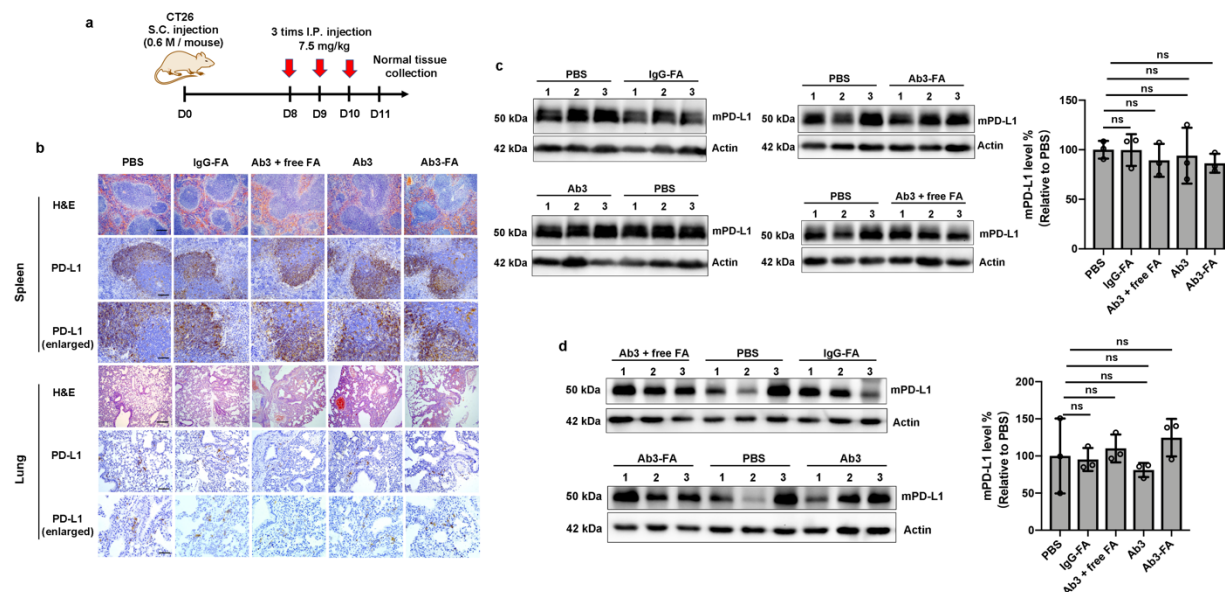 a
CT26
S.C. injection
(0.6 M / mouse)
3 tims I.P. injection
7.5 mg/kg
Normal tissue
collection
D0 D8 D9 D10 D11
b
PBS IgG-FA Ab3 + free FA Ab3 Ab3-FA
Spleen
H&E
PD-L1
PD-L1
(enlarged)
Lung
H&E
PD-L1
PD-L1
(enlarged)
c
PBS IgG-FA
1 2 3 1 2 3
50 kDa mPD-L1
42 kDa Actin
PBS Ab3-FA
1 2 3 1 2 3
50 kDa mPD-L1
42 kDa Actin
Ab3 PBS
1 2 3 1 2 3
50 kDa mPD-L1
42 kDa Actin
PBS Ab3 + free FA
1 2 3 1 2 3
50 kDa mPD-L1
42 kDa Actin
mPD-L1 level %
(Relative to PBS)
150
100
50
0
ns
ns
ns
ns
PBS
IgG-FA
Ab3 + free FA
Ab3
Ab3-FA
d
Ab3 + free FA PBS IgG-FA
1 2 3 1 2 3 1 2 3
50 kDa mPD-L1
42 kDa Actin
Ab3-FA PBS Ab3
1 2 3 1 2 3 1 2 3
50 kDa mPD-L1
42 kDa Actin
mPD-L1 level %
(Relative to PBS)
200
150
100
50
0
ns
ns
ns
ns
PBS
IgG-FA
Ab3 + free FA
Ab3
Ab3-FA